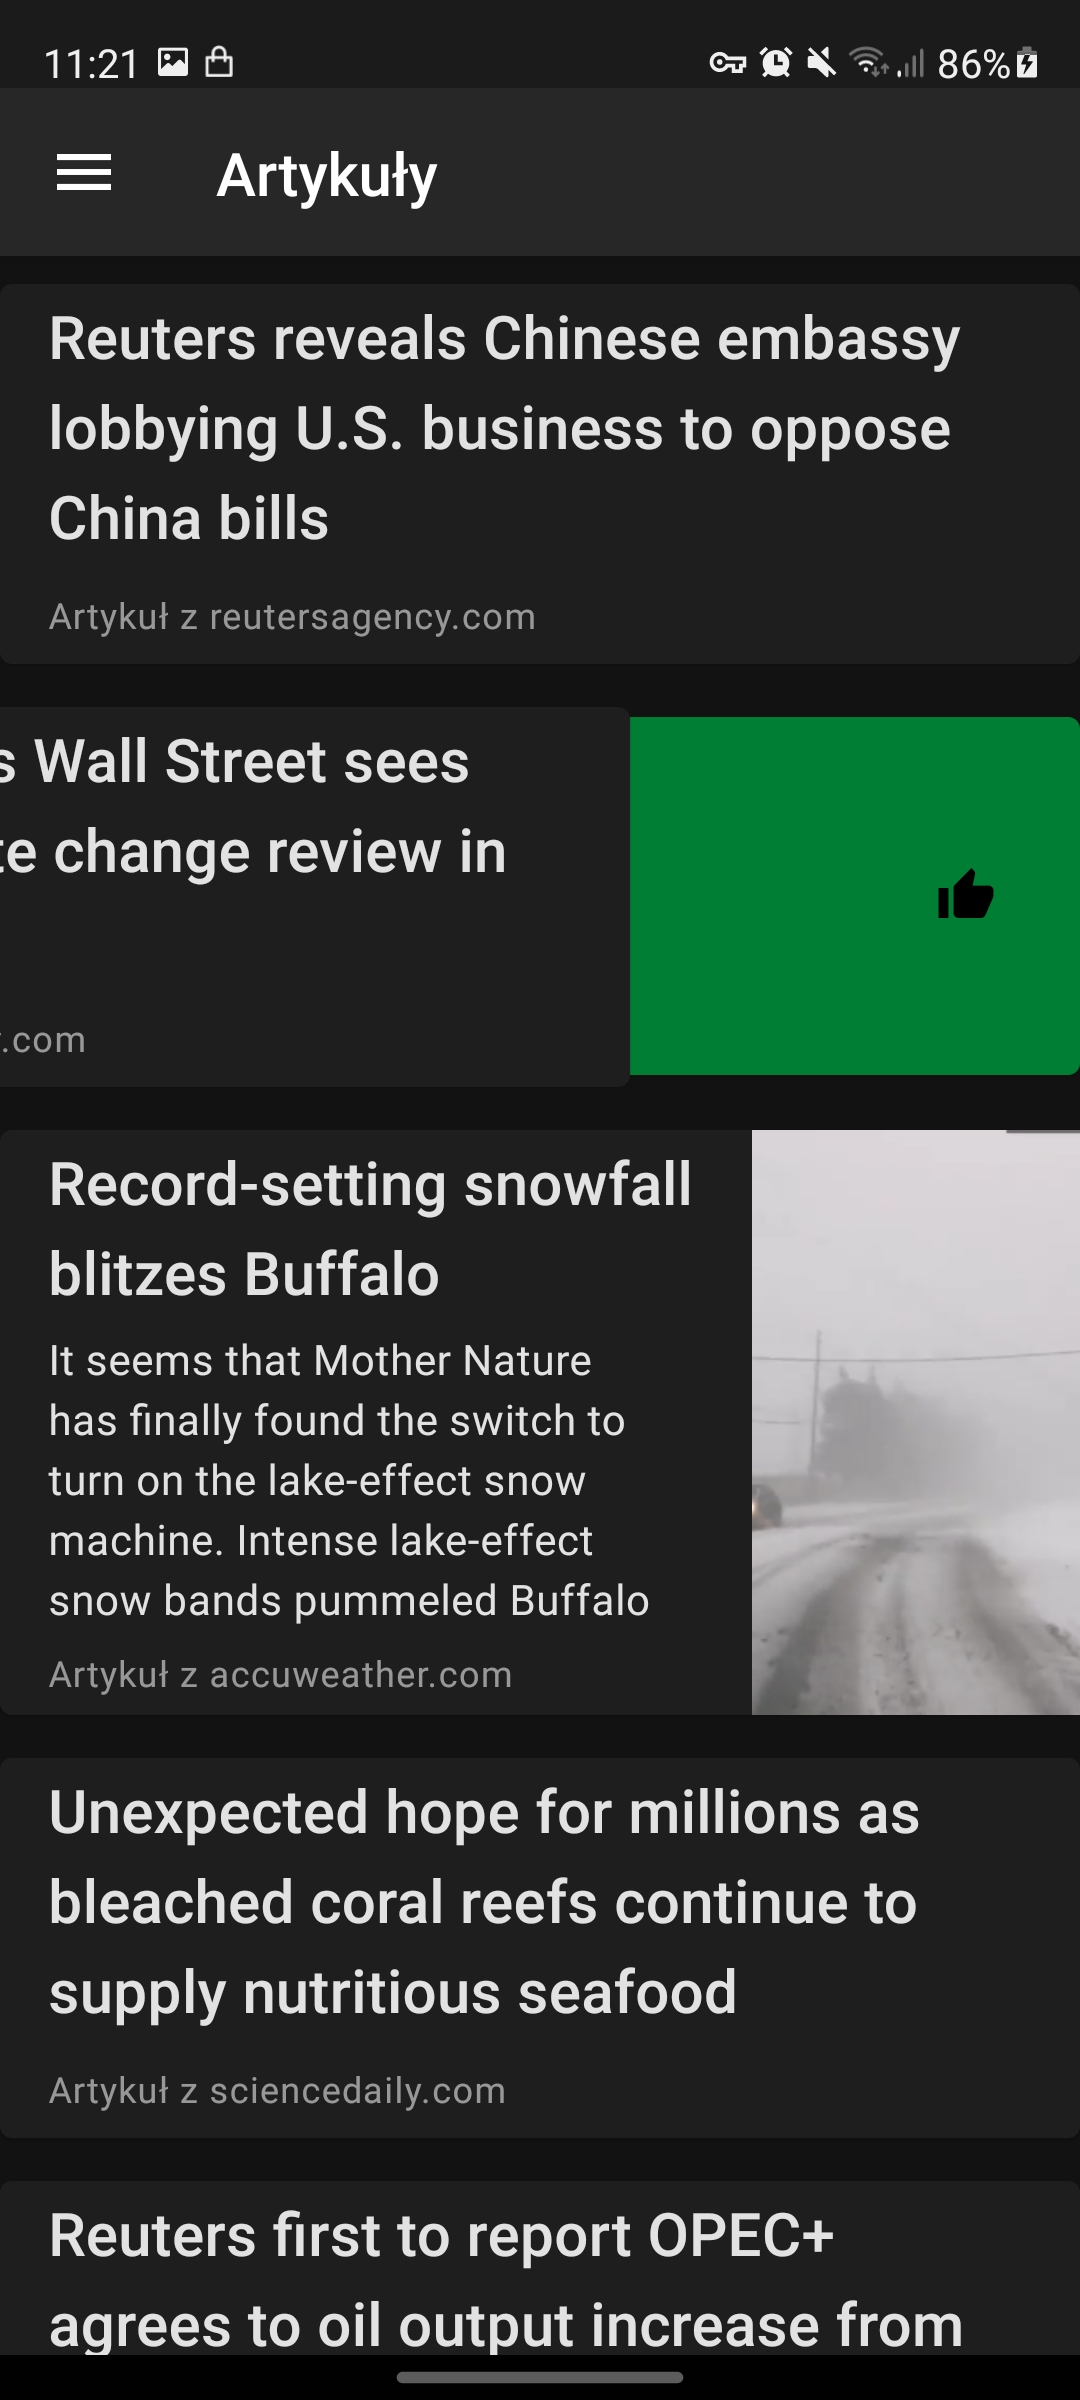 11:21
86%
Artykuły
Reuters reveals Chinese embassy
lobbying U.S. business to oppose
China bills
Artykuł z reutersagency.com
s Wall Street sees
te change review in
.com
Record-setting snowfall
blitzes Buffalo
It seems that Mother Nature
has finally found the switch to
turn on the lake-effect snow
machine. Intense lake-effect
snow bands pummeled Buffalo
Artykuł z accuweather.com
Unexpected hope for millions as
bleached coral reefs continue to
supply nutritious seafood
Artykuł z sciencedaily.com
Reuters first to report OPEC+
agrees to oil output increase from